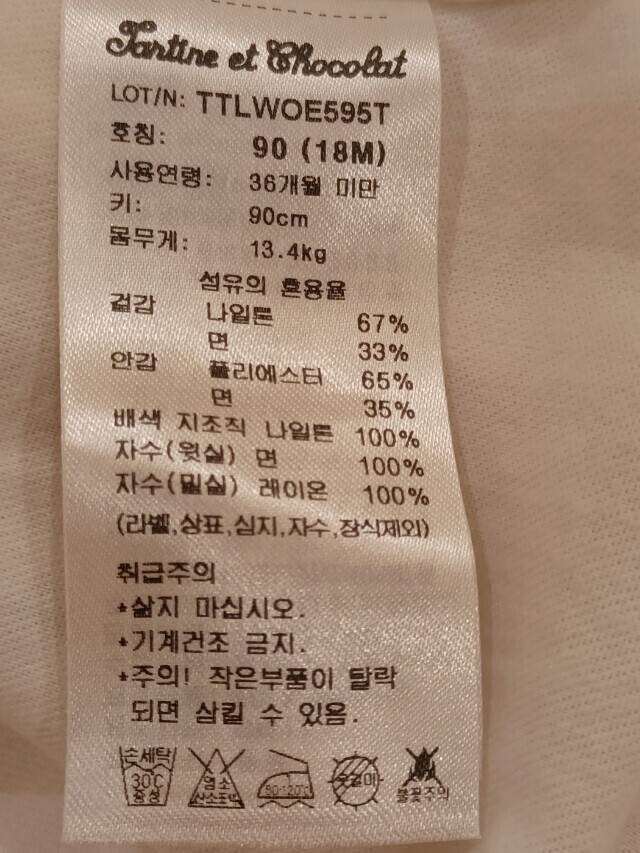 Tartine et Chocolat
LOT/N: TTLWOE595T
호칭: 90 (18M)
사용연령: 36개월 미만
키: 90cm
몸무게: 13.4kg
섬유의 혼용율
겉감 나일론 67%
면 33%
안감 폴리에스터 65%
면 35%
배색 지조직 나일론 100%
자수(윗실) 면 100%
자수(밑실) 레이온 100%
(라벨,상표,심지,자수,장식제외)
취급주의
*삶지 마십시오.
*기계건조 금지.
*주의! 작은부품이 탈락
되면 삼킬 수 있음.
손세탁 30℃ 중성
염소 산소표백
80-120℃
드라이
불꽃주의